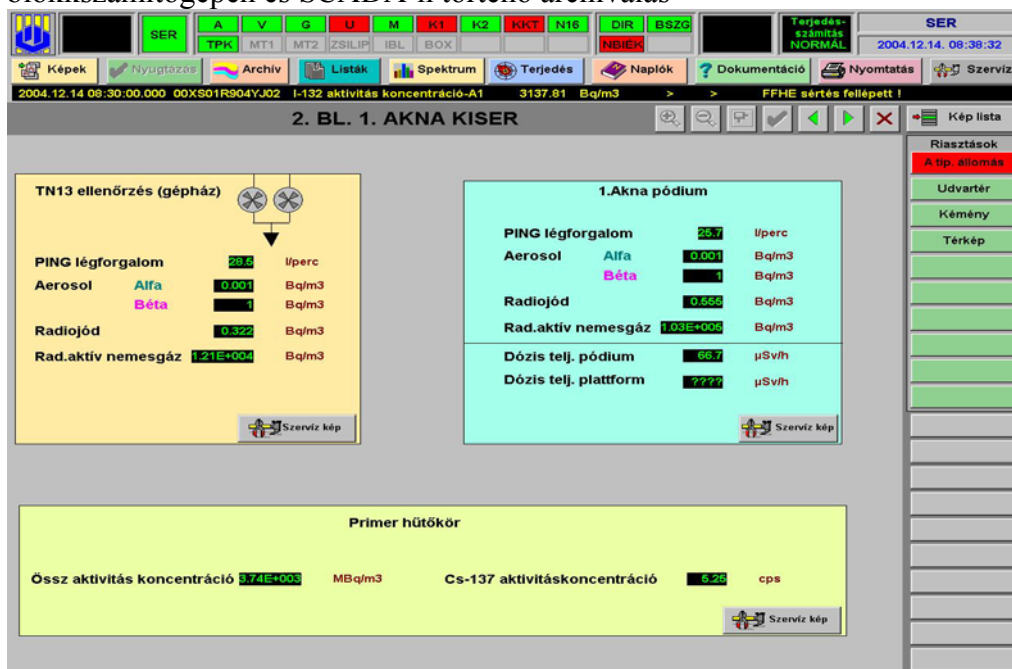 blokkszámítógépen és SCADA-n történő archiválás
SER A V G U M K1 K2 KKT N16 DIR BSZG Terjedés-számítás NORMÁL SER
TPK MT1 MT2 ZSILIP IBL BOX NBIEK 2004.12.14. 08:38:32
Képek Nyugtázás Archív Listák Spektrum Terjedés Naplók ? Dokumentáció Nyomtatás Szervíz
2004.12.14 08:30:00.000 00XS01R904YJ02 I-132 aktivitás koncentráció-A1 3137.81 Bq/m3 > > FFHE sértés fellépett !
2. BL. 1. AKNA KISER Kép lista
Riasztások
A tip. állomás
Udvartér
Kémény
Térkép
TN13 ellenőrzés (gépház)
PING légforgalom 28.5 l/perc
Aerosol Alfa 0.001 Bq/m3
Béta 1 Bq/m3
Radiojód 0.322 Bq/m3
Rad.aktív nemesgáz 1.21E+004 Bq/m3
Szervíz kép
1.Akna pódium
PING légforgalom 25.7 l/perc
Aerosol Alfa 0.001 Bq/m3
Béta 1 Bq/m3
Radiojód 0.555 Bq/m3
Rad.aktív nemesgáz 1.03E+005 Bq/m3
Dózis telj. pódium 66.7 µSv/h
Dózis telj. plattform ???? µSv/h
Szervíz kép
Primer hűtőkör
Össz aktivitás koncentráció 3.74E+003 MBq/m3 Cs-137 aktivitáskoncentráció 5.25 cps
Szervíz kép